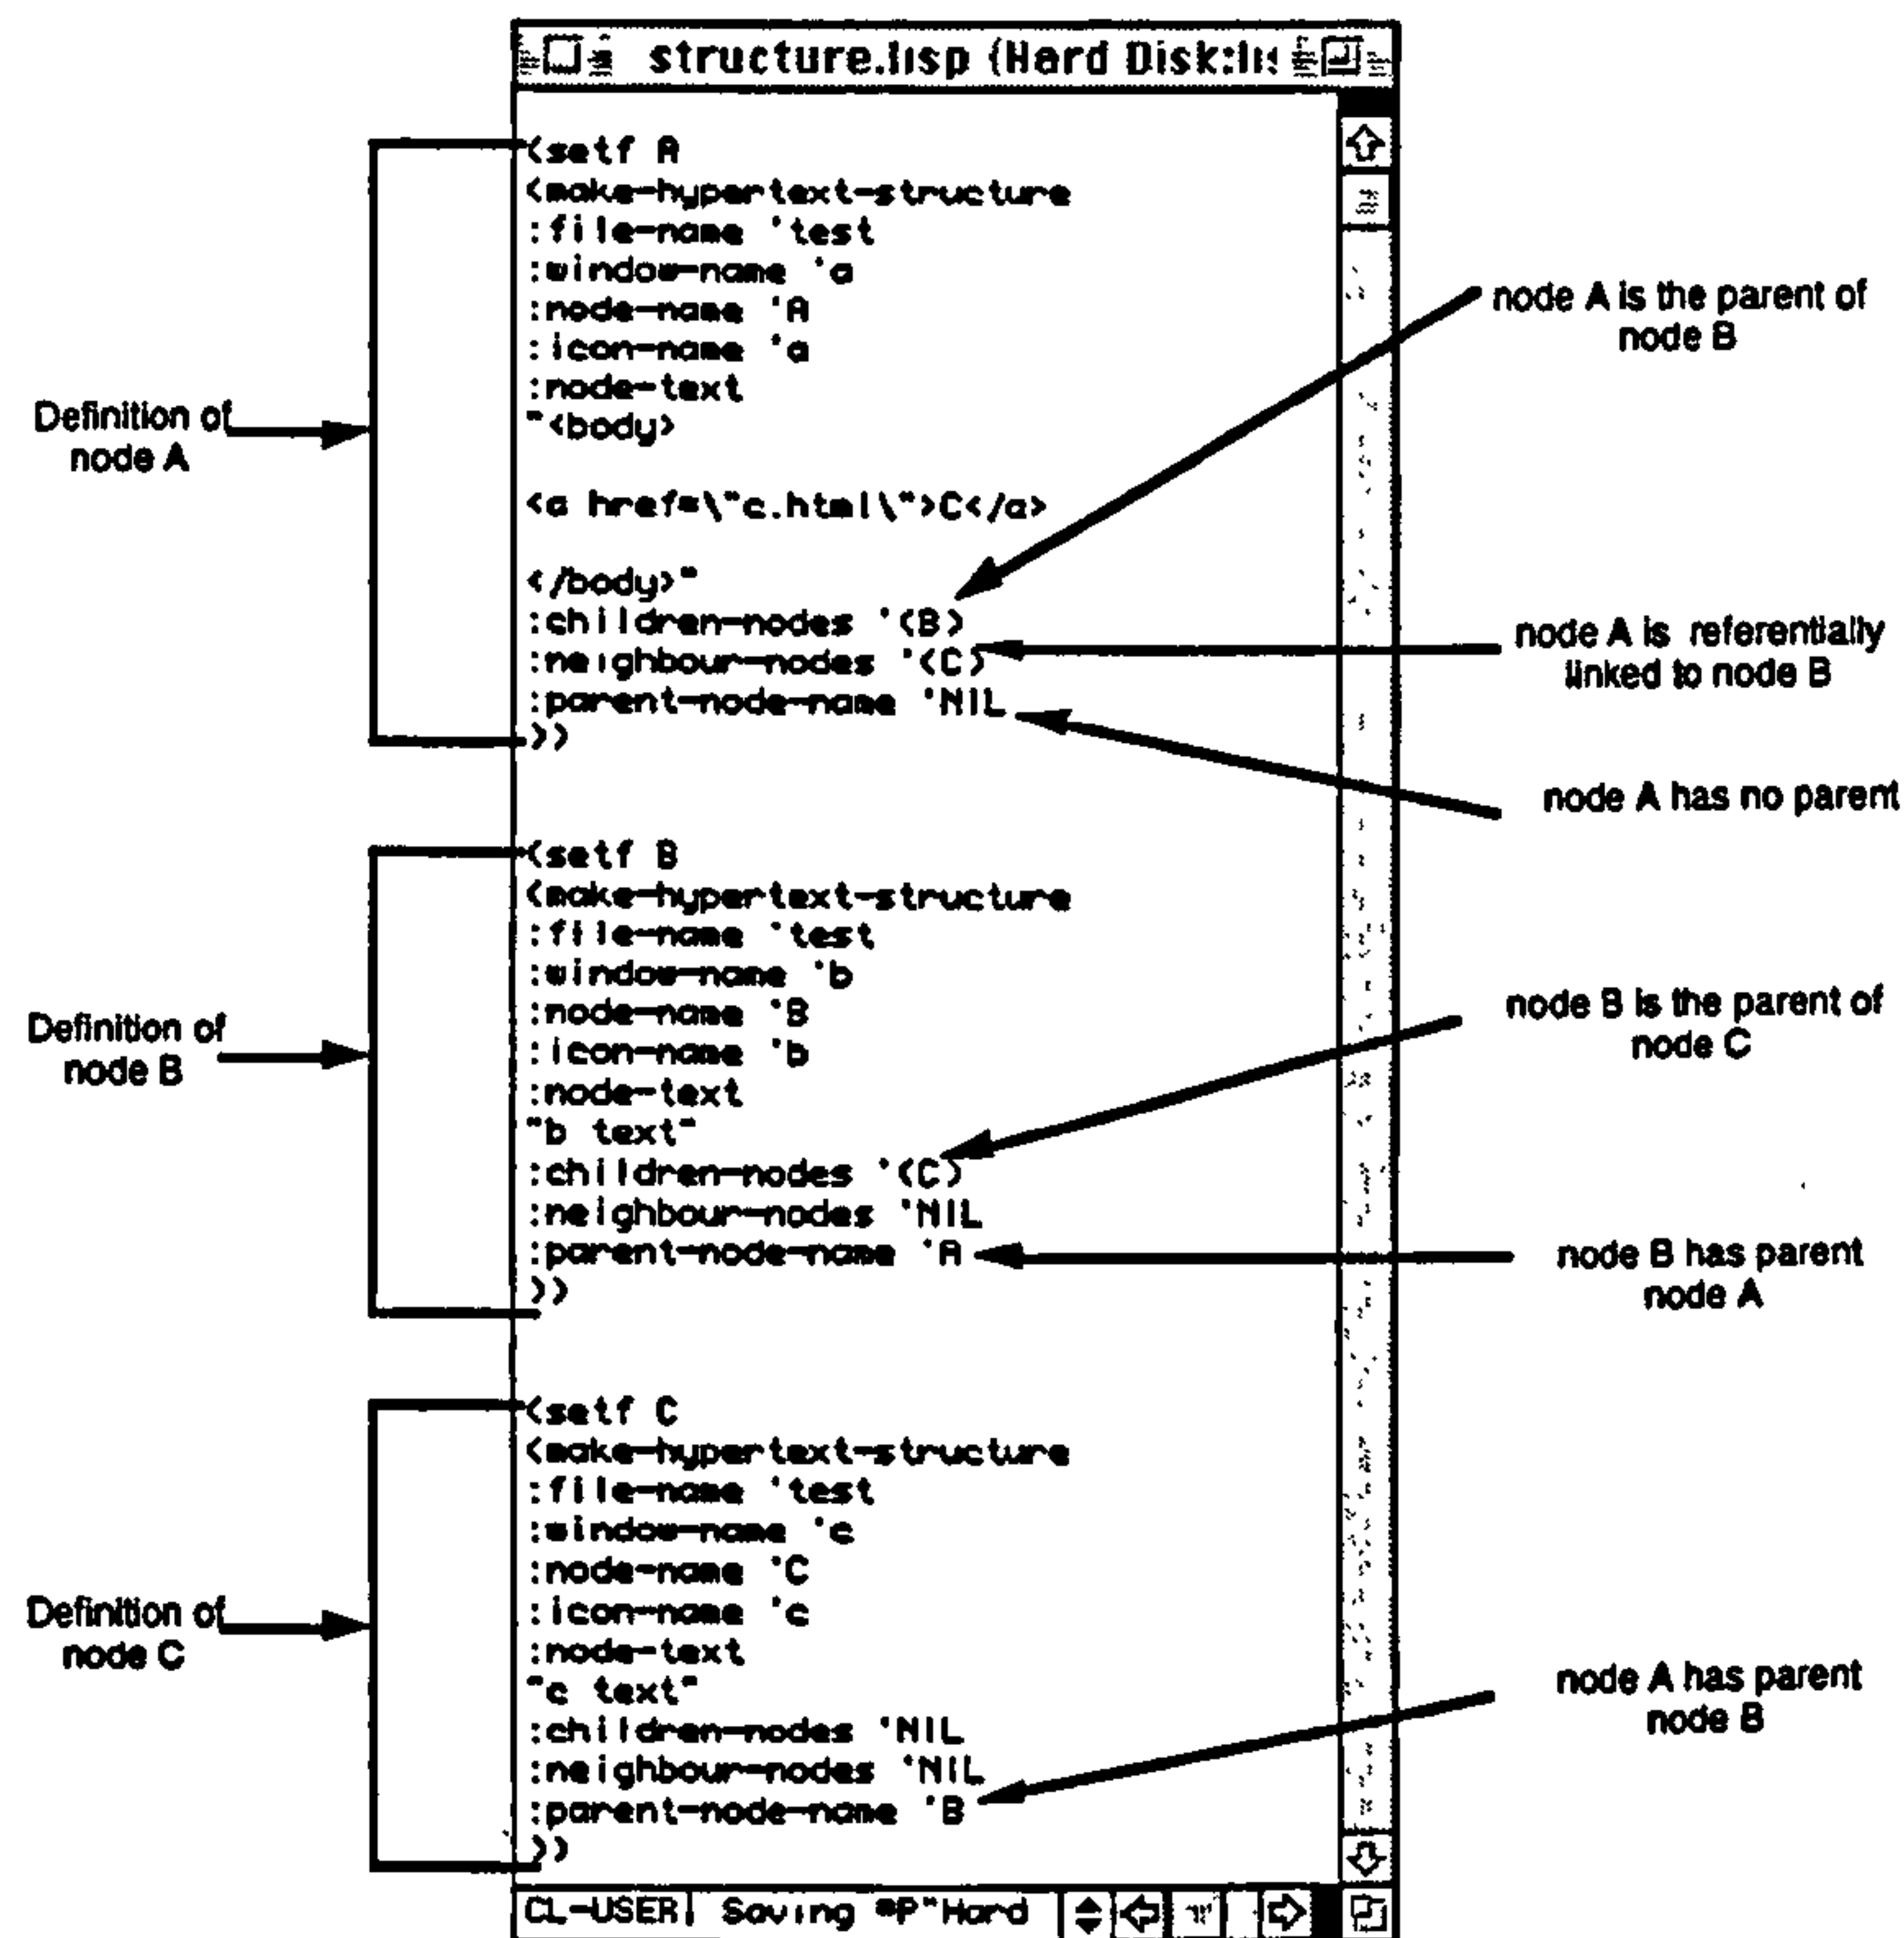 structure.lisp (Hard Disk:lis
(setf A
(make-hypertext-structure
:file-name 'test
:window-name 'a
:node-name 'A
:icon-name 'a
:node-text
"<body>
<a href=\"c.html\">C</a>
</body>"
:children-nodes '(B)
:neighbour-nodes '(C)
:parent-node-name 'NIL
))
Definition of
node A
node A is the parent of
node B
node A is referentially
linked to node B
node A has no parent
(setf B
(make-hypertext-structure
:file-name 'test
:window-name 'b
:node-name 'B
:icon-name 'b
:node-text
"b text"
:children-nodes '(C)
:neighbour-nodes 'NIL
:parent-node-name 'A
))
Definition of
node B
node B is the parent of
node C
node B has parent
node A
(setf C
(make-hypertext-structure
:file-name 'test
:window-name 'c
:node-name 'C
:icon-name 'c
:node-text
"c text"
:children-nodes 'NIL
:neighbour-nodes 'NIL
:parent-node-name 'B
))
Definition of
node C
node A has parent
node B
CL-USER Saving #P"Hard